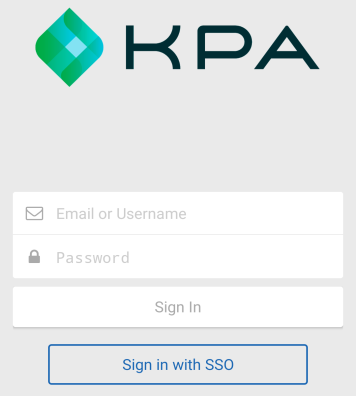 KPA
Email or Username
Password
Sign In
Sign in with SSO